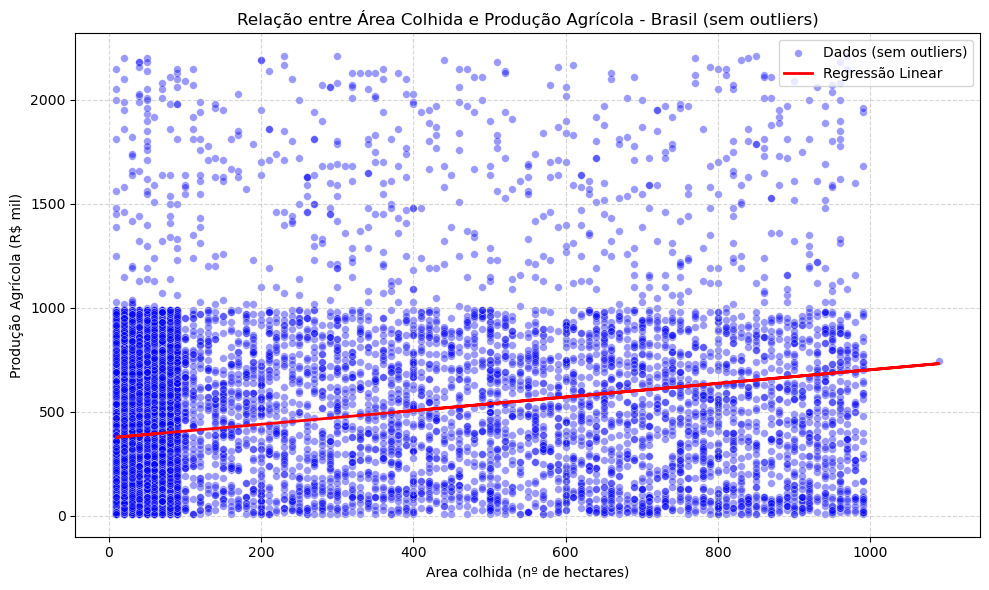 Relação entre Área Colhida e Produção Agrícola - Brasil (sem outliers)
Dados (sem outliers)
Regressão Linear
Produção Agrícola (R$ mil)
2000
1500
1000
500
0
0 200 400 600 800 1000
Area colhida (nº de hectares)